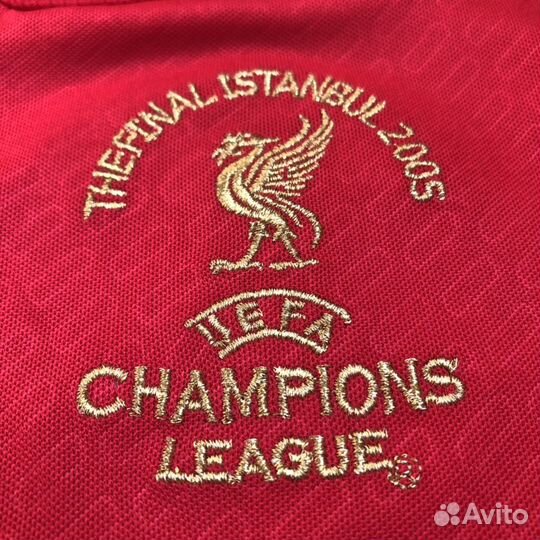 THE FINAL ISTANBUL 2005
UEFA
CHAMPIONS
LEAGUE
Avito